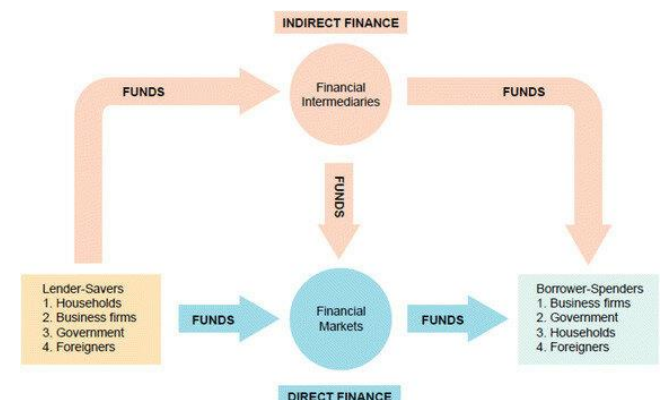 INDIRECT FINANCE
FUNDS
Financial
Intermediaries
FUNDS
FUNDS
Lender-Savers
1. Households
2. Business firms
3. Government
4. Foreigners
FUNDS
Financial
Markets
FUNDS
Borrower-Spenders
1. Business firms
2. Government
3. Households
4. Foreigners
DIRECT FINANCE